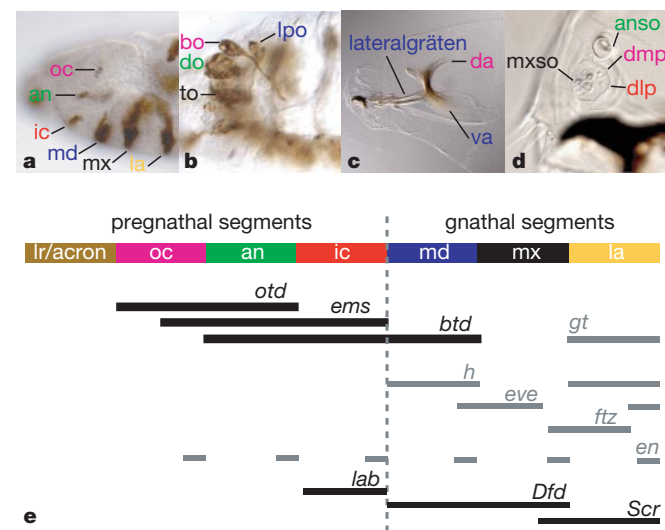 oc
an
ic
md
mx
la
a
bo
do
to
lpo
b
lateralgräten
da
va
c
anso
dmp
mxso
dlp
d
pregnathal segments gnathal segments
lr/acron oc an ic md mx la
otd
ems
btd
gt
h
eve
ftz
en
lab
Dfd
Scr
e